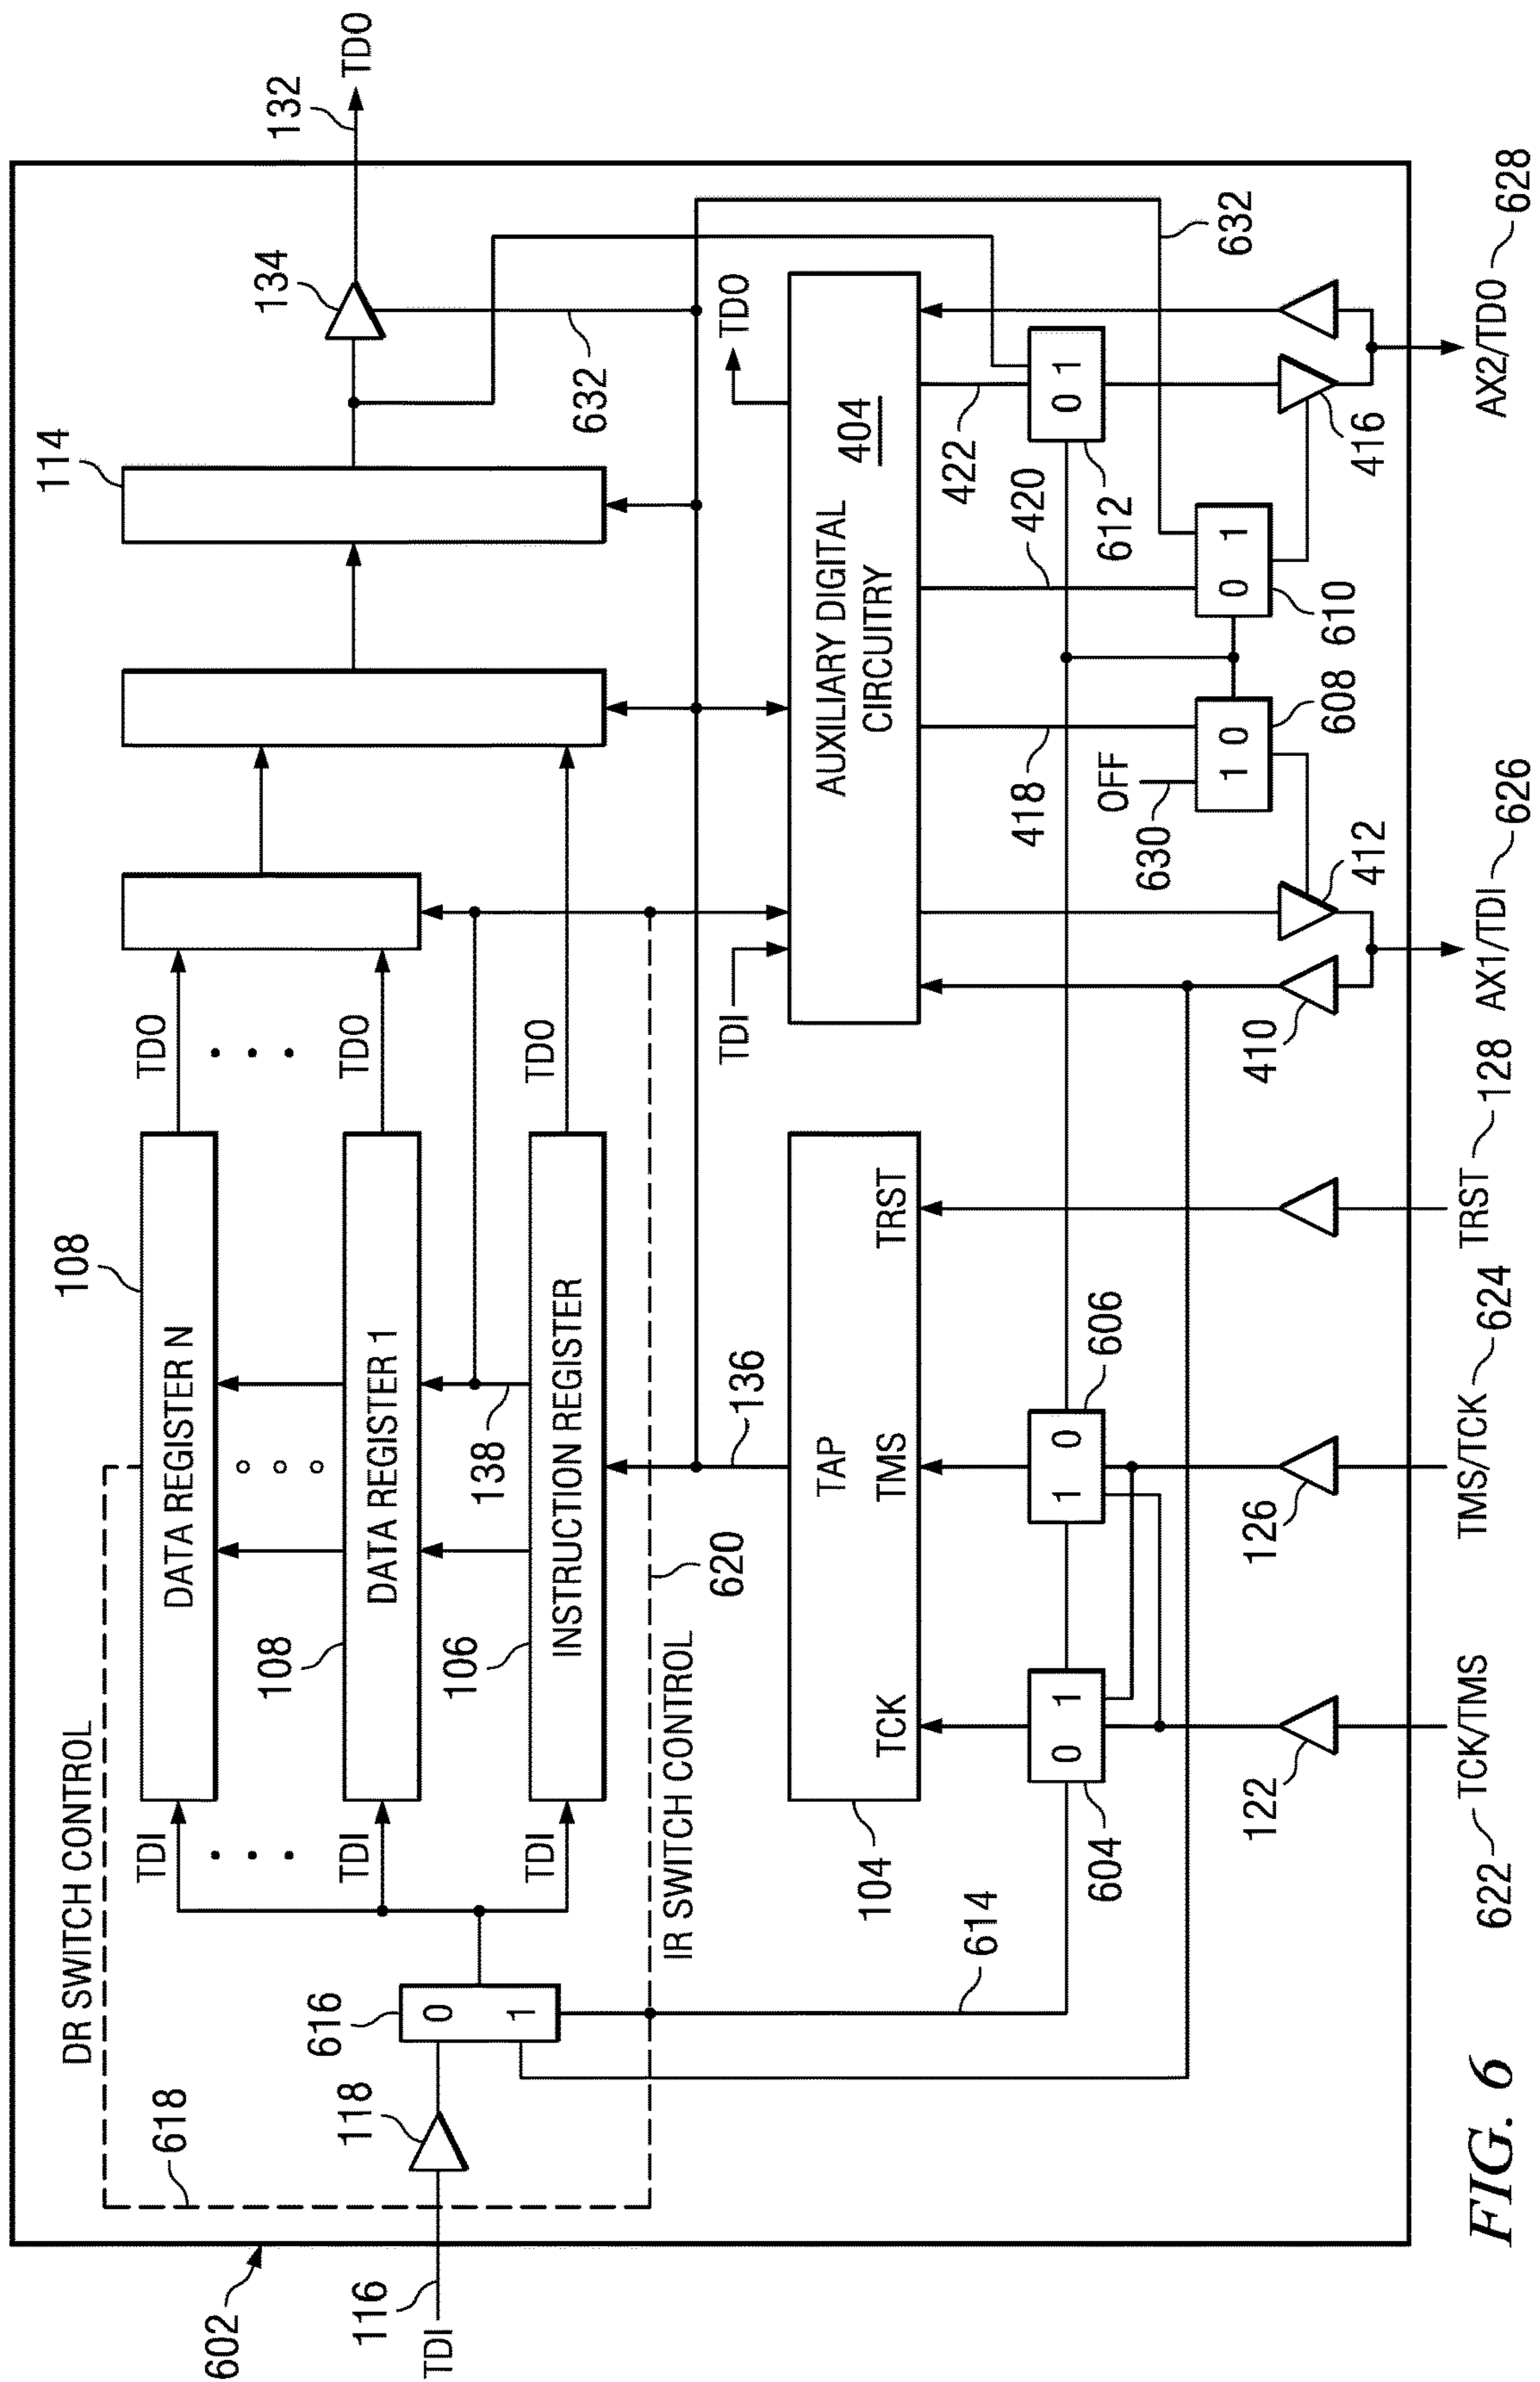 602
116
TDI
618
DR SWITCH CONTROL
118
616
0
1
TDI
TDI
TDI
108
DATA REGISTER N
108
DATA REGISTER 1
106
INSTRUCTION REGISTER
138
TDO
TDO
TDO
114
134
132
TDO
632
IR SWITCH CONTROL
620
136
614
104
TCK
TAP
TMS
TRST
TDI
AUXILIARY DIGITAL
CIRCUITRY
404
TDO
604
0
1
1
0
606
418
420
422
612
0 1
632
OFF
630
1 0
608
0 1
610
122
126
410
412
416
622
TCK/TMS
TMS/TCK
624
TRST
128
AX1/TDI
626
AX2/TDO
628
FIG. 6